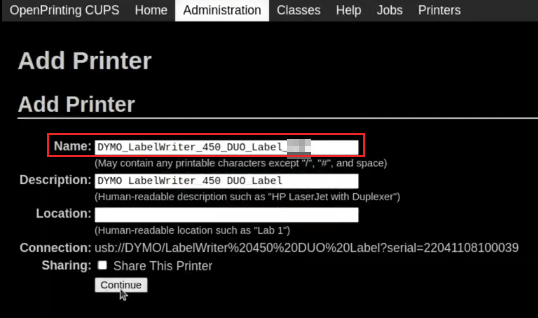 OpenPrinting CUPS Home Administration Classes Help Jobs Printers
Add Printer
Add Printer
Name: DYMO_LabelWriter_450_DUO_Label_
(May contain any printable characters except "/", "#", and space)
Description: DYMO LabelWriter 450 DUO Label
(Human-readable description such as "HP LaserJet with Duplexer")
Location:
(Human-readable location such as "Lab 1")
Connection: usb://DYMO/LabelWriter%20450%20DUO%20Label?serial=22041108100039
Sharing: Share This Printer
Continue